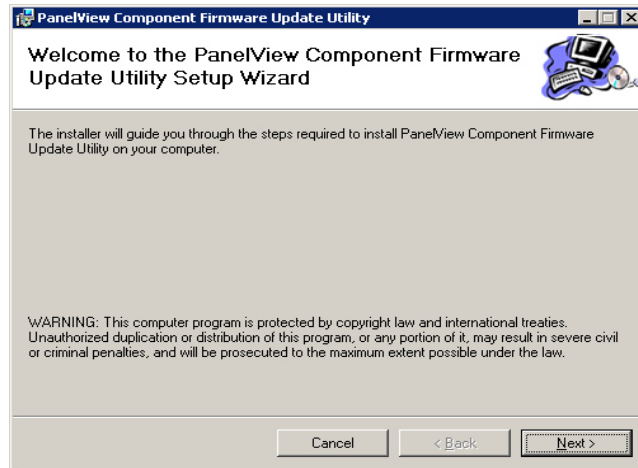 PanelView Component Firmware Update Utility
Welcome to the PanelView Component Firmware
Update Utility Setup Wizard
The installer will guide you through the steps required to install PanelView Component Firmware
Update Utility on your computer.
WARNING: This computer program is protected by copyright law and international treaties.
Unauthorized duplication or distribution of this program, or any portion of it, may result in severe civil
or criminal penalties, and will be prosecuted to the maximum extent possible under the law.
Cancel < Back Next >